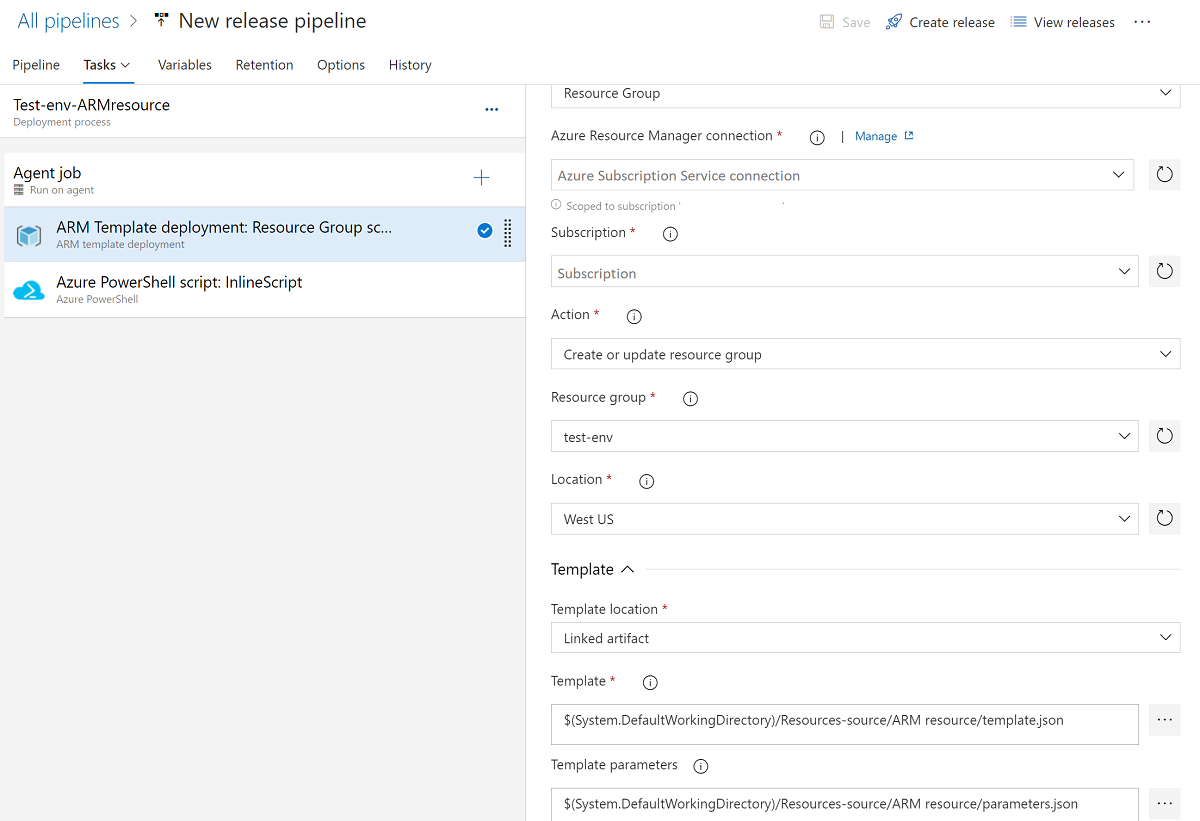 All pipelines > New release pipeline
Save Create release View releases ...
Pipeline Tasks Variables Retention Options History
Test-env-ARMresource
Deployment process
...
Agent job
Run on agent
ARM Template deployment: Resource Group sc...
ARM template deployment
Azure PowerShell script: InlineScript
Azure PowerShell
Resource Group
Azure Resource Manager connection * | Manage
Azure Subscription Service connection
Scoped to subscription ' '
Subscription *
Subscription
Action *
Create or update resource group
Resource group *
test-env
Location *
West US
Template
Template location *
Linked artifact
Template *
$(System.DefaultWorkingDirectory)/Resources-source/ARM resource/template.json
...
Template parameters
$(System.DefaultWorkingDirectory)/Resources-source/ARM resource/parameters.json
...